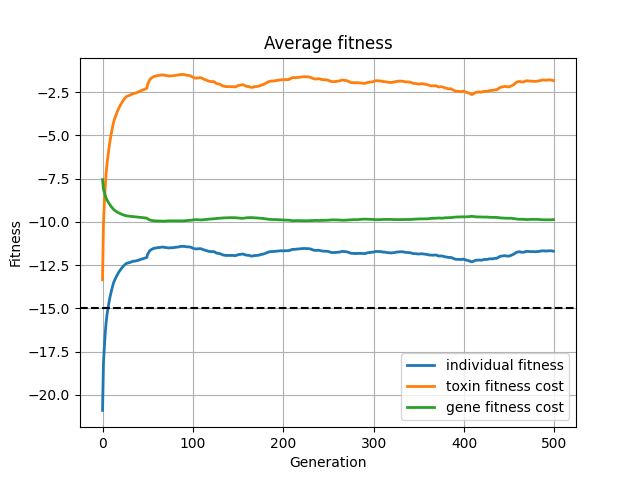 Average fitness
Fitness
−2.5
−5.0
−7.5
−10.0
−12.5
−15.0
−17.5
−20.0
individual fitness
toxin fitness cost
gene fitness cost
0 100 200 300 400 500
Generation